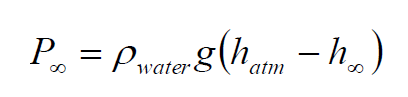 P∞ = ρwater g(hatm − h∞)